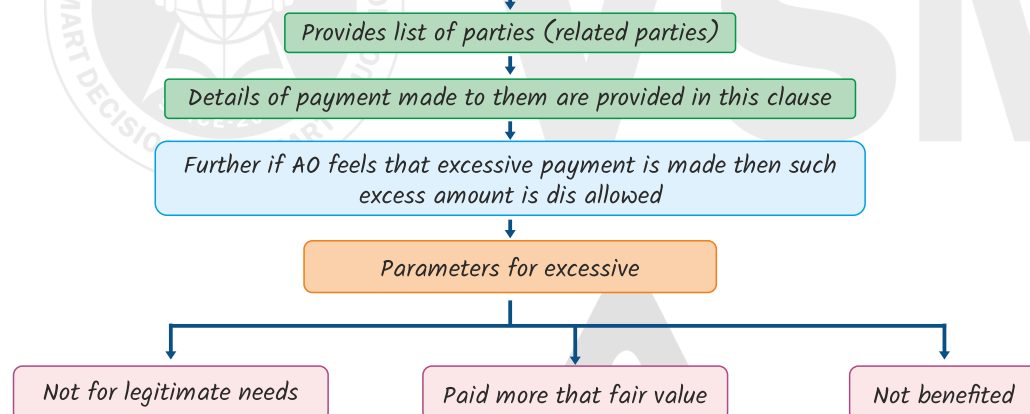 Provides list of parties (related parties)
Details of payment made to them are provided in this clause
Further if AO feels that excessive payment is made then such
excess amount is dis allowed
Parameters for excessive
Not for legitimate needs
Paid more that fair value
Not benefited